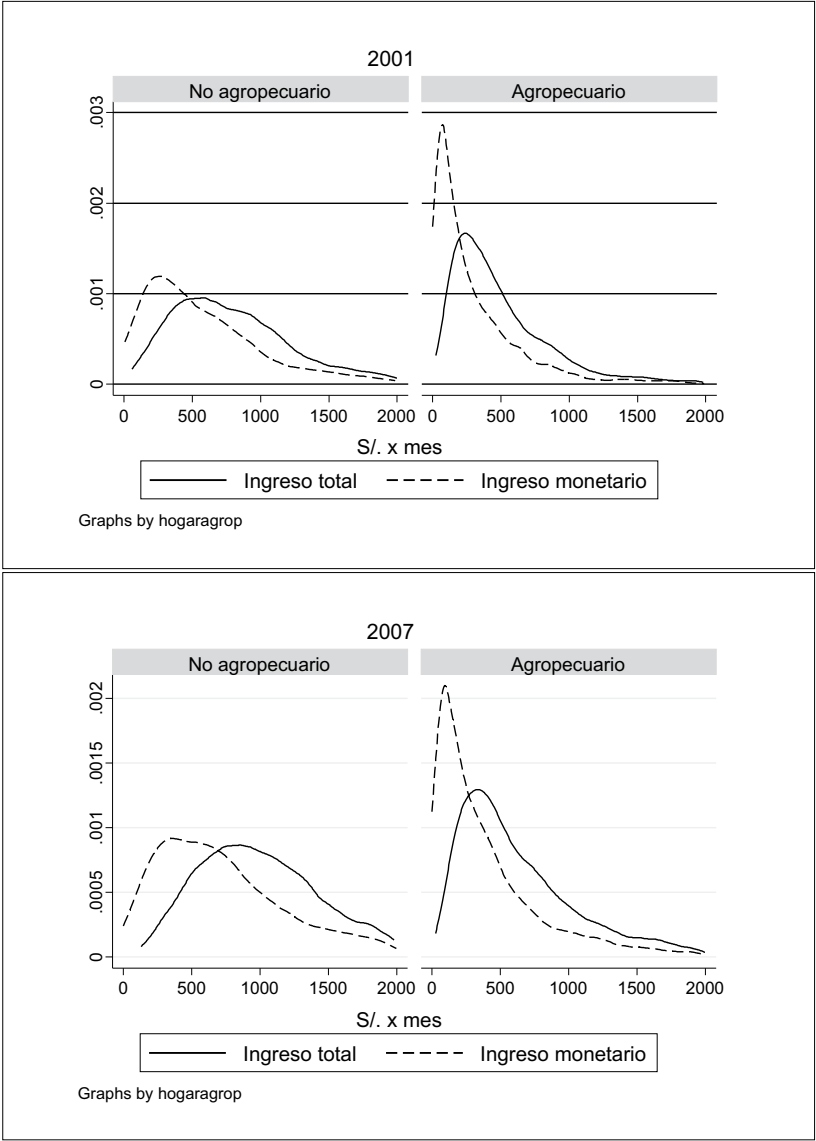 2001
No agropecuario Agropecuario
.003
.002
.001
0
0 500 1000 1500 2000 0 500 1000 1500 2000
S/. x mes
Ingreso total Ingreso monetario
Graphs by hogaragrop
2007
No agropecuario Agropecuario
.002
.0015
.001
.0005
0
0 500 1000 1500 2000 0 500 1000 1500 2000
S/. x mes
Ingreso total Ingreso monetario
Graphs by hogaragrop